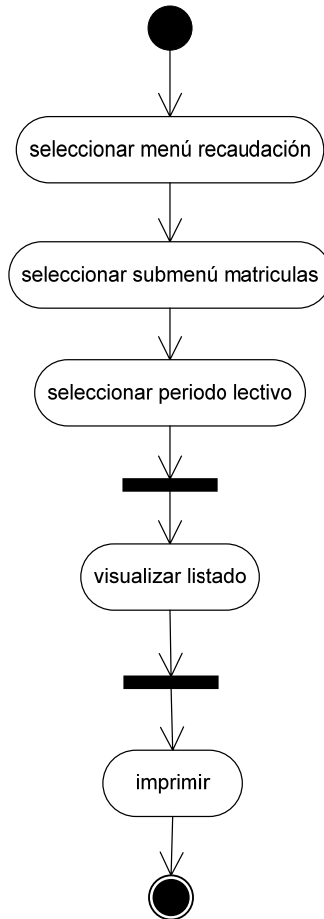 seleccionar menú recaudación
seleccionar submenú matriculas
seleccionar periodo lectivo
visualizar listado
imprimir